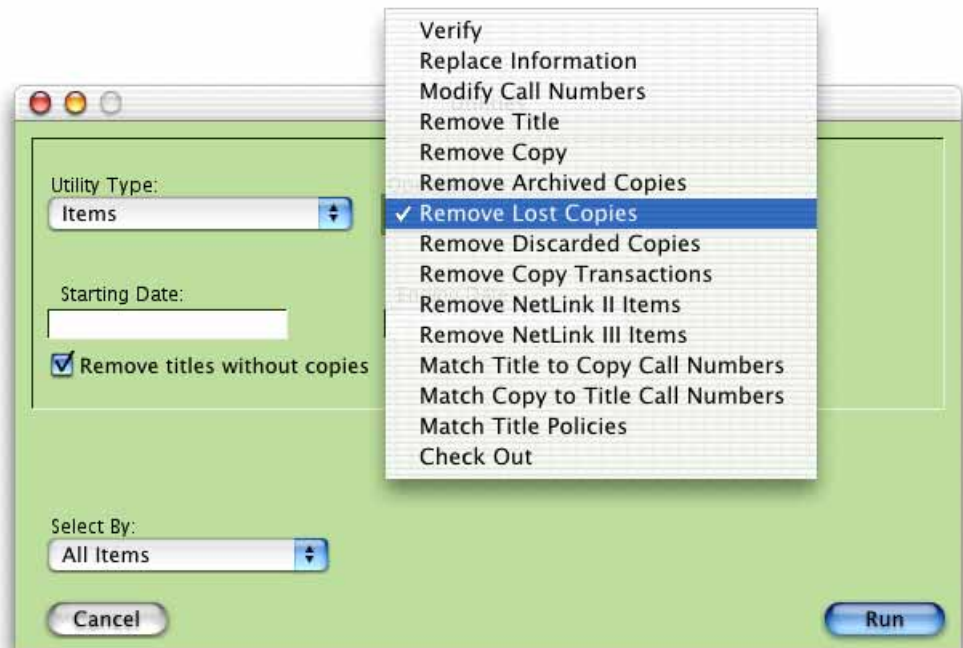 Verify
Replace Information
Modify Call Numbers
Remove Title
Remove Copy
Remove Archived Copies
✓ Remove Lost Copies
Remove Discarded Copies
Remove Copy Transactions
Remove NetLink II Items
Remove NetLink III Items
Match Title to Copy Call Numbers
Match Copy to Title Call Numbers
Match Title Policies
Check Out
Utility Type:
Items
Starting Date:
Remove titles without copies
Select By:
All Items
Cancel
Run